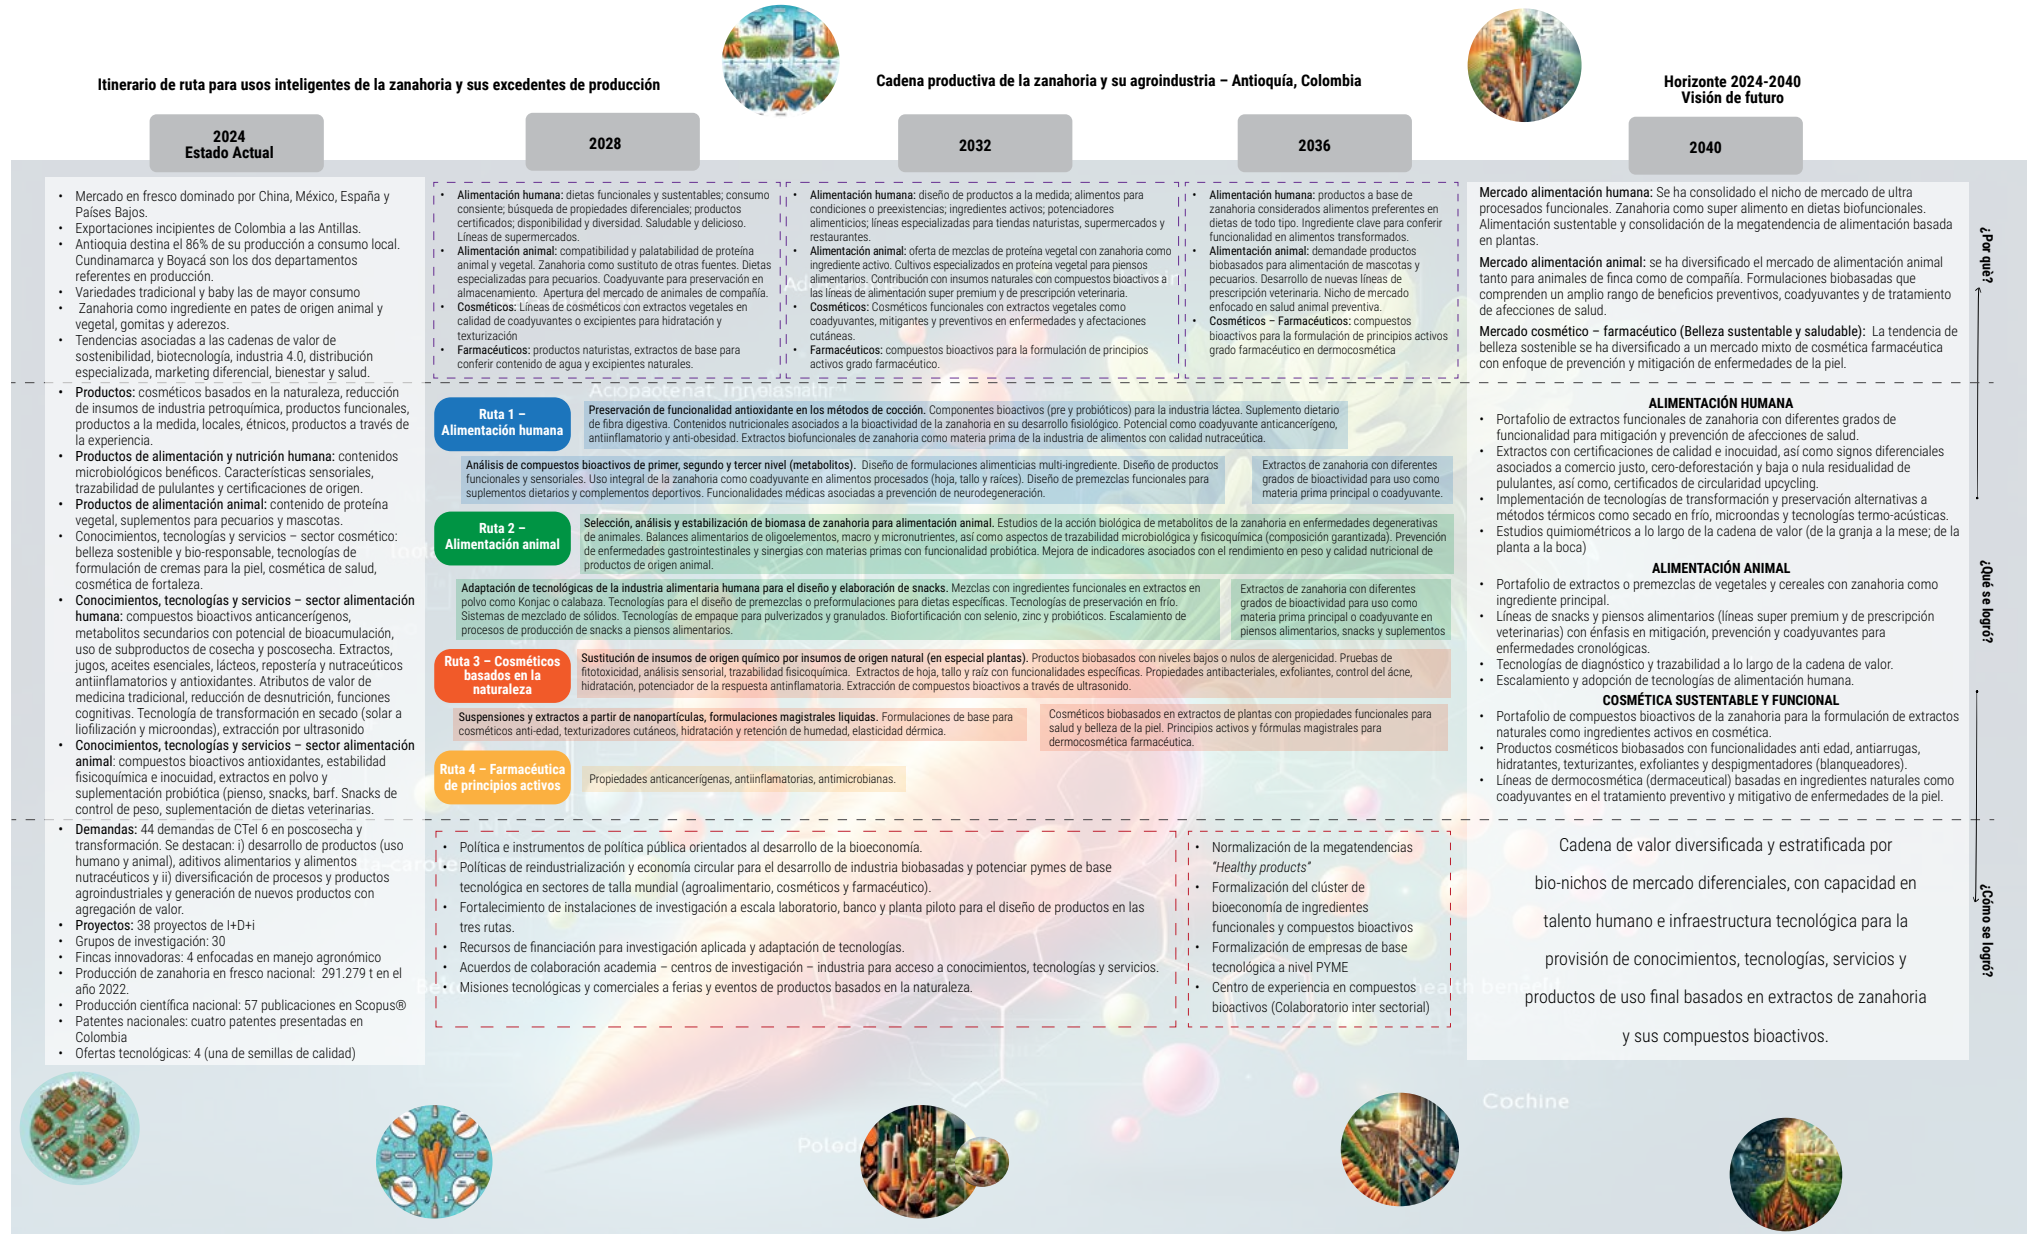 Itinerario de ruta para usos inteligentes de la zanahoria y sus excedentes de producción
Cadena productiva de la zanahoria y su agroindustria – Antioquía, Colombia
Horizonte 2024-2040
Visión de futuro
2024
Estado Actual
2028
2032
2036
2040
• Mercado en fresco dominado por China, México, España y
Países Bajos.
• Exportaciones incipientes de Colombia a las Antillas.
• Antioquia destina el 86% de su producción a consumo local.
Cundinamarca y Boyacá son los dos departamentos
referentes en producción.
• Variedades tradicional y baby las de mayor consumo
• Zanahoria como ingrediente en pates de origen animal y
vegetal, gomitas y aderezos.
• Tendencias asociadas a las cadenas de valor de
sostenibilidad, biotecnología, industria 4.0, distribución
especializada, marketing diferencial, bienestar y salud.
• Productos: cosméticos basados en la naturaleza, reducción
de insumos de industria petroquímica, productos funcionales,
productos a la medida, locales, étnicos, productos a través de
la experiencia.
• Productos de alimentación y nutrición humana: contenidos
microbiológicos benéficos. Características sensoriales,
trazabilidad de pululantes y certificaciones de origen.
• Productos de alimentación animal: contenido de proteína
vegetal, suplementos para pecuarios y mascotas.
• Conocimientos, tecnologías y servicios – sector cosmético:
belleza sostenible y bio-responsable, tecnologías de
formulación de cremas para la piel, cosmética de salud,
cosmética de fortaleza.
• Conocimientos, tecnologías y servicios – sector alimentación
humana: compuestos bioactivos anticancerígenos,
metabolitos secundarios con potencial de bioacumulación,
uso de subproductos de cosecha y poscosecha. Extractos,
jugos, aceites esenciales, lácteos, repostería y nutracéuticos
antiinflamatorios y antioxidantes. Atributos de valor de
medicina tradicional, reducción de desnutrición, funciones
cognitivas. Tecnología de transformación en secado (solar a
liofilización y microondas), extracción por ultrasonido
• Conocimientos, tecnologías y servicios – sector alimentación
animal: compuestos bioactivos antioxidantes, estabilidad
fisicoquímica e inocuidad, extractos en polvo y
suplementación probiótica (pienso, snacks, barf. Snacks de
control de peso, suplementación de dietas veterinarias.
• Demandas: 44 demandas de CTeI 6 en poscosecha y
transformación. Se destacan: i) desarrollo de productos (uso
humano y animal), aditivos alimentarios y alimentos
nutracéuticos y ii) diversificación de procesos y productos
agroindustriales y generación de nuevos productos con
agregación de valor.
• Proyectos: 38 proyectos de I+D+i
• Grupos de investigación: 30
• Fincas innovadoras: 4 enfocadas en manejo agronómico
• Producción de zanahoria en fresco nacional: 291.279 t en el
año 2022.
• Producción científica nacional: 57 publicaciones en Scopus®
• Patentes nacionales: cuatro patentes presentadas en
Colombia
• Ofertas tecnológicas: 4 (una de semillas de calidad)
• Alimentación humana: dietas funcionales y sustentables; consumo
consiente; búsqueda de propiedades diferenciales; productos
certificados; disponibilidad y diversidad. Saludable y delicioso.
Líneas de supermercados.
• Alimentación animal: compatibilidad y palatabilidad de proteína
animal y vegetal. Zanahoria como sustituto de otras fuentes. Dietas
especializadas para pecuarios. Coadyuvante para preservación en
almacenamiento. Apertura del mercado de animales de compañía.
• Cosméticos: Líneas de cosméticos con extractos vegetales en
calidad de coadyuvantes o excipientes para hidratación y
texturización
• Farmacéuticos: productos naturistas, extractos de base para
conferir contenido de agua y excipientes naturales.
• Alimentación humana: diseño de productos a la medida; alimentos para
condiciones o preexistencias; ingredientes activos; potenciadores
alimenticios; líneas especializadas para tiendas naturistas, supermercados y
restaurantes.
• Alimentación animal: oferta de mezclas de proteína vegetal con zanahoria como
ingrediente activo. Cultivos especializados en proteína vegetal para piensos
alimentarios. Contribución con insumos naturales con compuestos bioactivos a
las líneas de alimentación super premium y de prescripción veterinaria.
• Cosméticos: Cosméticos funcionales con extractos vegetales como
coadyuvantes, mitigantes y preventivos en enfermedades y afectaciones
cutáneas.
• Farmacéuticos: compuestos bioactivos para la formulación de principios
activos grado farmacéutico.
• Alimentación humana: productos a base de
zanahoria considerados alimentos preferentes en
dietas de todo tipo. Ingrediente clave para conferir
funcionalidad en alimentos transformados.
• Alimentación animal: demandade productos
biobasados para alimentación de mascotas y
pecuarios. Desarrollo de nuevas líneas de
prescripción veterinaria. Nicho de mercado
enfocado en salud animal preventiva.
• Cosméticos – Farmacéuticos: compuestos
bioactivos para la formulación de principios activos
grado farmacéutico en dermocosmética
Mercado alimentación humana: Se ha consolidado el nicho de mercado de ultra
procesados funcionales. Zanahoria como super alimento en dietas biofuncionales.
Alimentación sustentable y consolidación de la megatendencia de alimentación basada
en plantas.
Mercado alimentación animal: se ha diversificado el mercado de alimentación animal
tanto para animales de finca como de compañía. Formulaciones biobasadas que
comprenden un amplio rango de beneficios preventivos, coadyuvantes y de tratamiento
de afecciones de salud.
Mercado cosmético – farmacéutico (Belleza sustentable y saludable): La tendencia de
belleza sostenible se ha diversificado a un mercado mixto de cosmética farmacéutica
con enfoque de prevención y mitigación de enfermedades de la piel.
¿Por qué?
Ruta 1 –
Alimentación humana
Preservación de funcionalidad antioxidante en los métodos de cocción. Componentes bioactivos (pre y probióticos) para la industria láctea. Suplemento dietario
de fibra digestiva. Contenidos nutricionales asociados a la bioactividad de la zanahoria en su desarrollo fisiológico. Potencial como coadyuvante anticancerígeno,
antiinflamatorio y anti-obesidad. Extractos biofuncionales de zanahoria como materia prima de la industria de alimentos con calidad nutracéutica.
Análisis de compuestos bioactivos de primer, segundo y tercer nivel (metabolitos). Diseño de formulaciones alimenticias multi-ingrediente. Diseño de productos
funcionales y sensoriales. Uso integral de la zanahoria como coadyuvante en alimentos procesados (hoja, tallo y raíces). Diseño de premezclas funcionales para
suplementos dietarios y complementos deportivos. Funcionalidades médicas asociadas a prevención de neurodegeneración.
Extractos de zanahoria con diferentes
grados de bioactividad para uso como
materia prima principal o coadyuvante.
Ruta 2 –
Alimentación animal
Selección, análisis y estabilización de biomasa de zanahoria para alimentación animal. Estudios de la acción biológica de metabolitos de la zanahoria en enfermedades degenerativas
de animales. Balances alimentarios de oligoelementos, macro y micronutrientes, así como aspectos de trazabilidad microbiológica y fisicoquímica (composición garantizada). Prevención
de enfermedades gastrointestinales y sinergias con materias primas con funcionalidad probiótica. Mejora de indicadores asociados con el rendimiento en peso y calidad nutricional de
productos de origen animal.
Adaptación de tecnológicas de la industria alimentaria humana para el diseño y elaboración de snacks. Mezclas con ingredientes funcionales en extractos en
polvo como Konjac o calabaza. Tecnologías para el diseño de premezclas o preformulaciones para dietas específicas. Tecnologías de preservación en frío.
Sistemas de mezclado de sólidos. Tecnologías de empaque para pulverizados y granulados. Biofortificación con selenio, zinc y probióticos. Escalamiento de
procesos de producción de snacks a piensos alimentarios.
Extractos de zanahoria con diferentes
grados de bioactividad para uso como
materia prima principal o coadyuvante en
piensos alimentarios, snacks y suplementos
Ruta 3 – Cosméticos
basados en la
naturaleza
Sustitución de insumos de origen químico por insumos de origen natural (en especial plantas). Productos biobasados con niveles bajos o nulos de alergenicidad. Pruebas de
fitotoxicidad, análisis sensorial, trazabilidad fisicoquímica. Extractos de hoja, tallo y raíz con funcionalidades específicas. Propiedades antibacteriales, exfoliantes, control del ácne,
hidratación, potenciador de la respuesta antinflamatoria. Extracción de compuestos bioactivos a través de ultrasonido.
Suspensiones y extractos a partir de nanopartículas, formulaciones magistrales liquidas. Formulaciones de base para
cosméticos anti-edad, texturizadores cutáneos, hidratación y retención de humedad, elasticidad dérmica.
Cosméticos biobasados en extractos de plantas con propiedades funcionales para
salud y belleza de la piel. Principios activos y fórmulas magistrales para
dermocosmética farmacéutica.
Ruta 4 – Farmacéutica
de principios activos
Propiedades anticancerígenas, antiinflamatorias, antimicrobianas.
ALIMENTACIÓN HUMANA
• Portafolio de extractos funcionales de zanahoria con diferentes grados de
funcionalidad para mitigación y prevención de afecciones de salud.
• Extractos con certificaciones de calidad e inocuidad, así como signos diferenciales
asociados a comercio justo, cero-deforestación y baja o nula residualidad de
pululantes, así como, certificados de circularidad upcycling.
• Implementación de tecnologías de transformación y preservación alternativas a
métodos térmicos como secado en frío, microondas y tecnologías termo-acústicas.
• Estudios quimiométricos a lo largo de la cadena de valor (de la granja a la mese; de la
planta a la boca)
ALIMENTACIÓN ANIMAL
• Portafolio de extractos o premezclas de vegetales y cereales con zanahoria como
ingrediente principal.
• Líneas de snacks y piensos alimentarios (líneas super premium y de prescripción
veterinarias) con énfasis en mitigación, prevención y coadyuvantes para
enfermedades cronológicas.
• Tecnologías de diagnóstico y trazabilidad a lo largo de la cadena de valor.
• Escalamiento y adopción de tecnologías de alimentación humana.
COSMÉTICA SUSTENTABLE Y FUNCIONAL
• Portafolio de compuestos bioactivos de la zanahoria para la formulación de extractos
naturales como ingredientes activos en cosmética.
• Productos cosméticos biobasados con funcionalidades anti edad, antiarrugas,
hidratantes, texturizantes, exfoliantes y despigmentadores (blanqueadores).
• Líneas de dermocosmética (dermaceutical) basadas en ingredientes naturales como
coadyuvantes en el tratamiento preventivo y mitigativo de enfermedades de la piel.
¿Qué se logró?
• Política e instrumentos de política pública orientados al desarrollo de la bioeconomía.
• Políticas de reindustrialización y economía circular para el desarrollo de industria biobasadas y potenciar pymes de base
tecnológica en sectores de talla mundial (agroalimentario, cosméticos y farmacéutico).
• Fortalecimiento de instalaciones de investigación a escala laboratorio, banco y planta piloto para el diseño de productos en las
tres rutas.
• Recursos de financiación para investigación aplicada y adaptación de tecnologías.
• Acuerdos de colaboración academia – centros de investigación – industria para acceso a conocimientos, tecnologías y servicios.
• Misiones tecnológicas y comerciales a ferias y eventos de productos basados en la naturaleza.
• Normalización de la megatendencias
"Healthy products"
• Formalización del clúster de
bioeconomía de ingredientes
funcionales y compuestos bioactivos
• Formalización de empresas de base
tecnológica a nivel PYME
• Centro de experiencia en compuestos
bioactivos (Colaboratorio inter sectorial)
Cadena de valor diversificada y estratificada por
bio-nichos de mercado diferenciales, con capacidad en
talento humano e infraestructura tecnológica para la
provisión de conocimientos, tecnologías, servicios y
productos de uso final basados en extractos de zanahoria
y sus compuestos bioactivos.
¿Cómo se logró?
Cochine